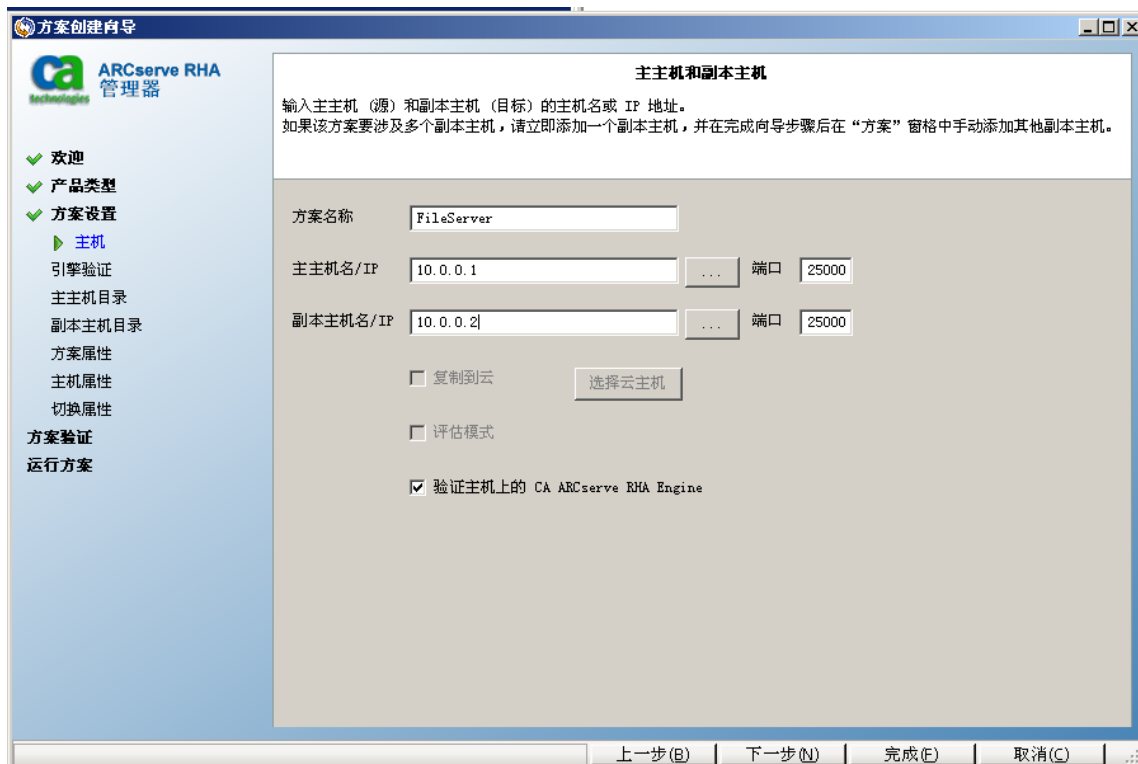 方案创建向导
ca
technologies
ARCserve RHA
管理器
欢迎
产品类型
方案设置
主机
引擎验证
主主机目录
副本主机目录
方案属性
主机属性
切换属性
方案验证
运行方案
主主机和副本主机
输入主主机（源）和副本主机（目标）的主机名或 IP 地址。
如果该方案要涉及多个副本主机，请立即添加一个副本主机，并在完成向导步骤后在“方案”窗格中手动添加其他副本主机。
方案名称 FileServer
主主机名/IP 10.0.0.1 ... 端口 25000
副本主机名/IP 10.0.0.2 ... 端口 25000
复制到云 选择云主机
评估模式
验证主机上的 CA ARCserve RHA Engine
上一步(B) 下一步(N) 完成(F) 取消(C)